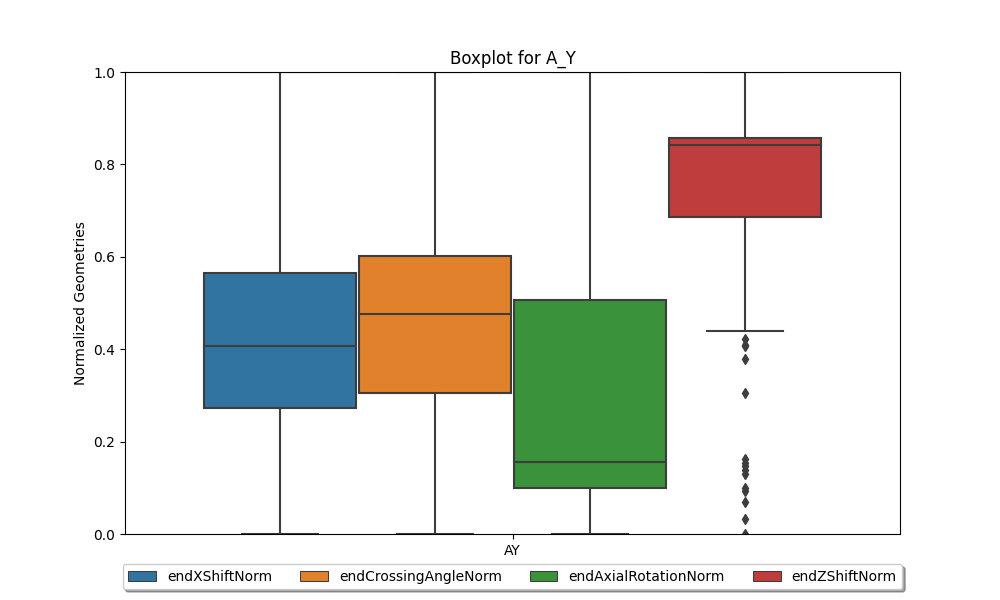 Boxplot for A_Y
1.0
0.8
0.6
0.4
0.2
0.0
Normalized Geometries
AY
endXShiftNorm endCrossingAngleNorm endAxialRotationNorm endZShiftNorm